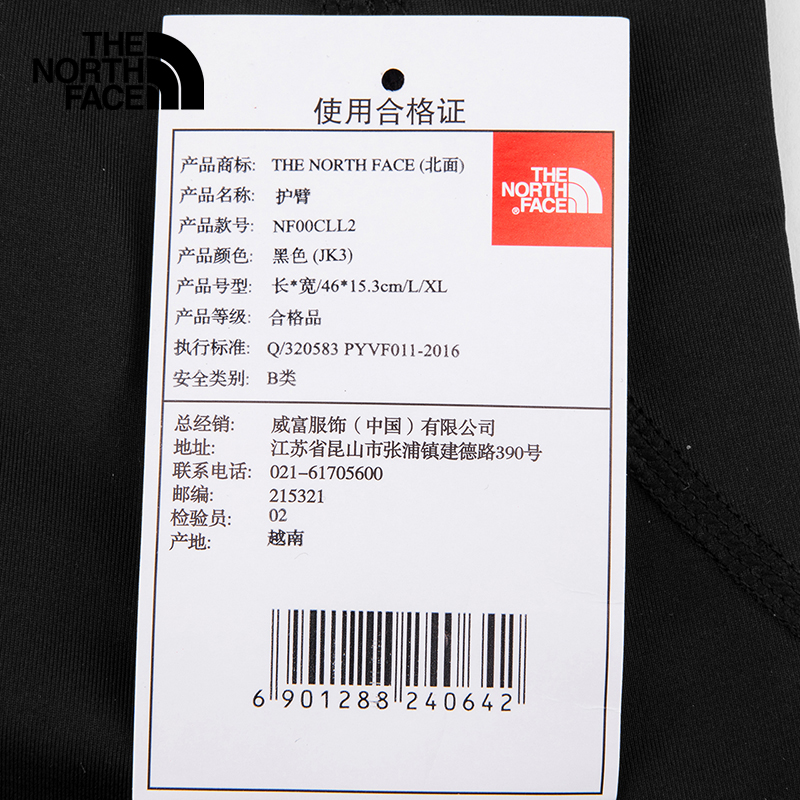 THE
NORTH
FACE
使用合格证
THE
NORTH
FACE
®
产品商标: THE NORTH FACE (北面)
产品名称: 护臂
产品款号: NF00CLL2
产品颜色: 黑色 (JK3)
产品号型: 长*宽/46*15.3cm/L/XL
产品等级: 合格品
执行标准: Q/320583 PYVF011-2016
安全类别: B类
总经销: 威富服饰（中国）有限公司
地址: 江苏省昆山市张浦镇建德路390号
联系电话: 021-61705600
邮编: 215321
检验员: 02
产地: 越南
6 901288 240642